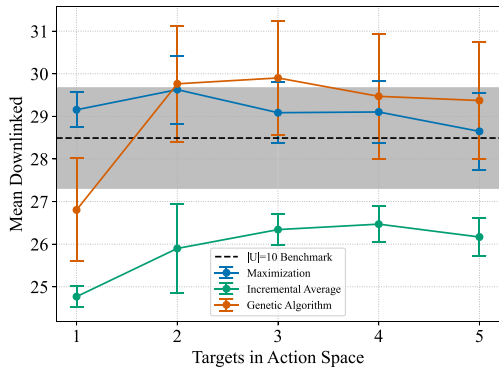 Mean Downlinked
31
30
29
28
27
26
25
|U|=10 Benchmark
Maximization
Incremental Average
Genetic Algorithm
1 2 3 4 5
Targets in Action Space